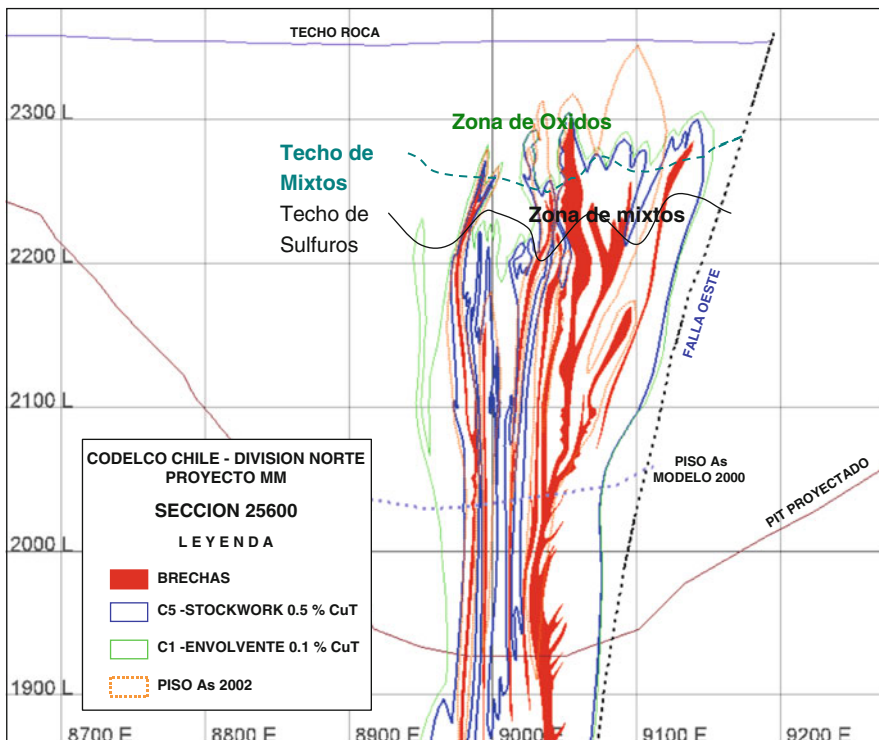 TECHO ROCA
2300 L
Zona de Oxidos
Techo de
Mixtos
Techo de
Sulfuros
Zona de mixtos
2200 L
FALLA OESTE
2100 L
CODELCO CHILE - DIVISION NORTE
PROYECTO MM
SECCION 25600
L E Y E N D A
BRECHAS
C5 -STOCKWORK 0.5 % CuT
C1 -ENVOLVENTE 0.1 % CuT
PISO As 2002
PISO As
MODELO 2000
PIT PROYECTADO
2000 L
1900 L
8700 E
8800 E
8900 E
9000 E
9100 E
9200 E